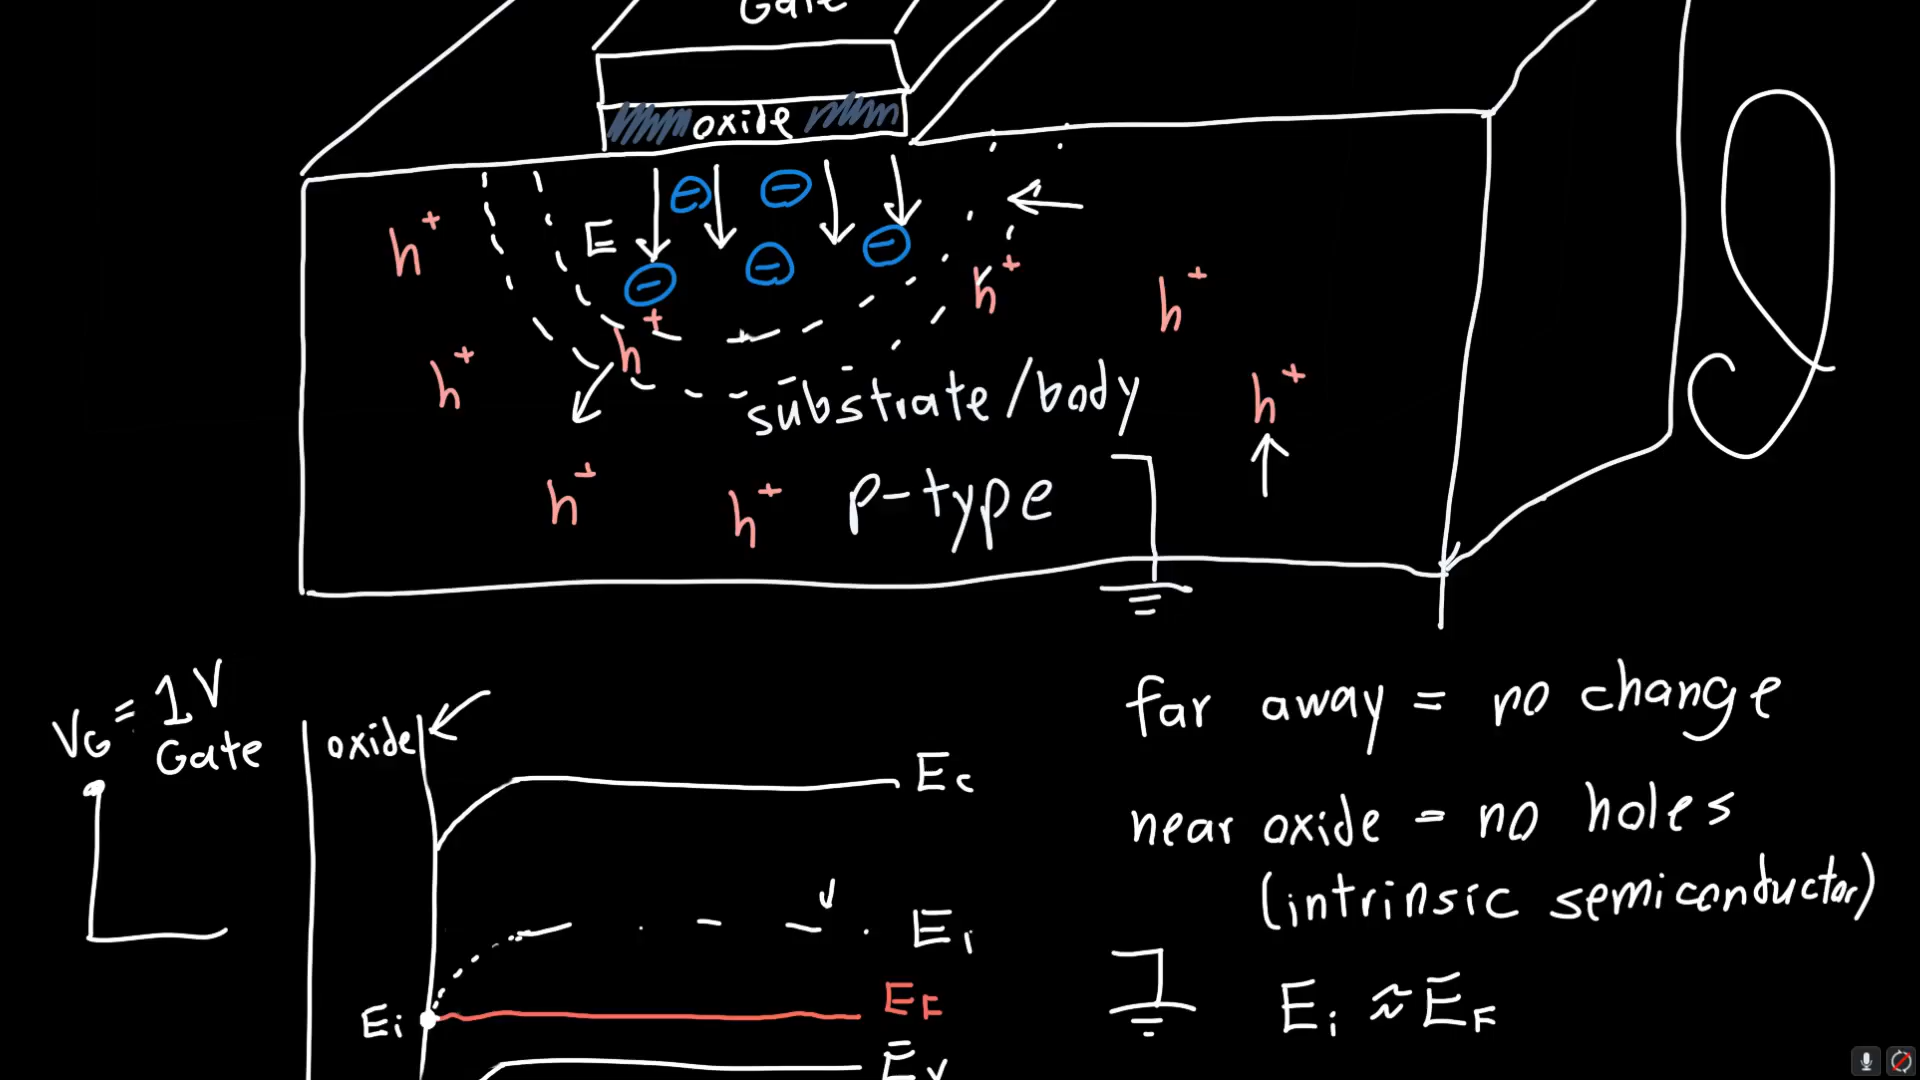 Gate
oxide
E
h+
h+
h+
h+
h+
h+
h+
h+
substrate/body
p-type
VG = 1V
Gate
oxide
Ec
Ei
EF
Ei
Ev
far away = no change
near oxide = no holes
(intrinsic semiconductor)
Ei ≈ EF